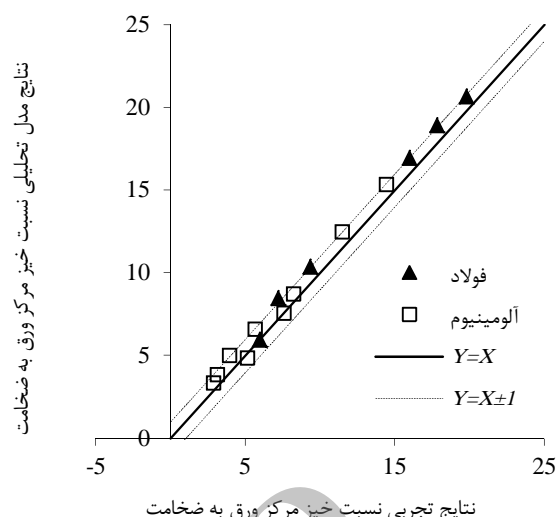 25
20
15
10
5
0
-5
5
15
25
نتایج مدل تحلیلی نسبت خیز مرکز ورق به ضخامت
فولاد
آلومینیوم
Y=X
Y=X±1
نتایج تجربی نسبت خیز مرکز ورق به ضخامت